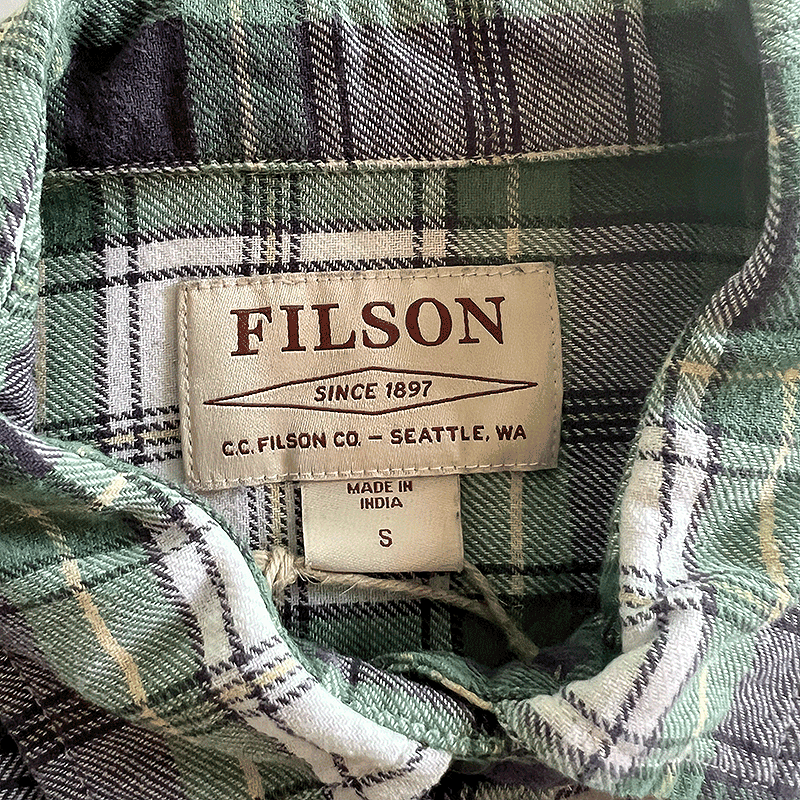 FILSON
SINCE 1897
C.C. FILSON CO. – SEATTLE, WA
MADE IN
INDIA
S